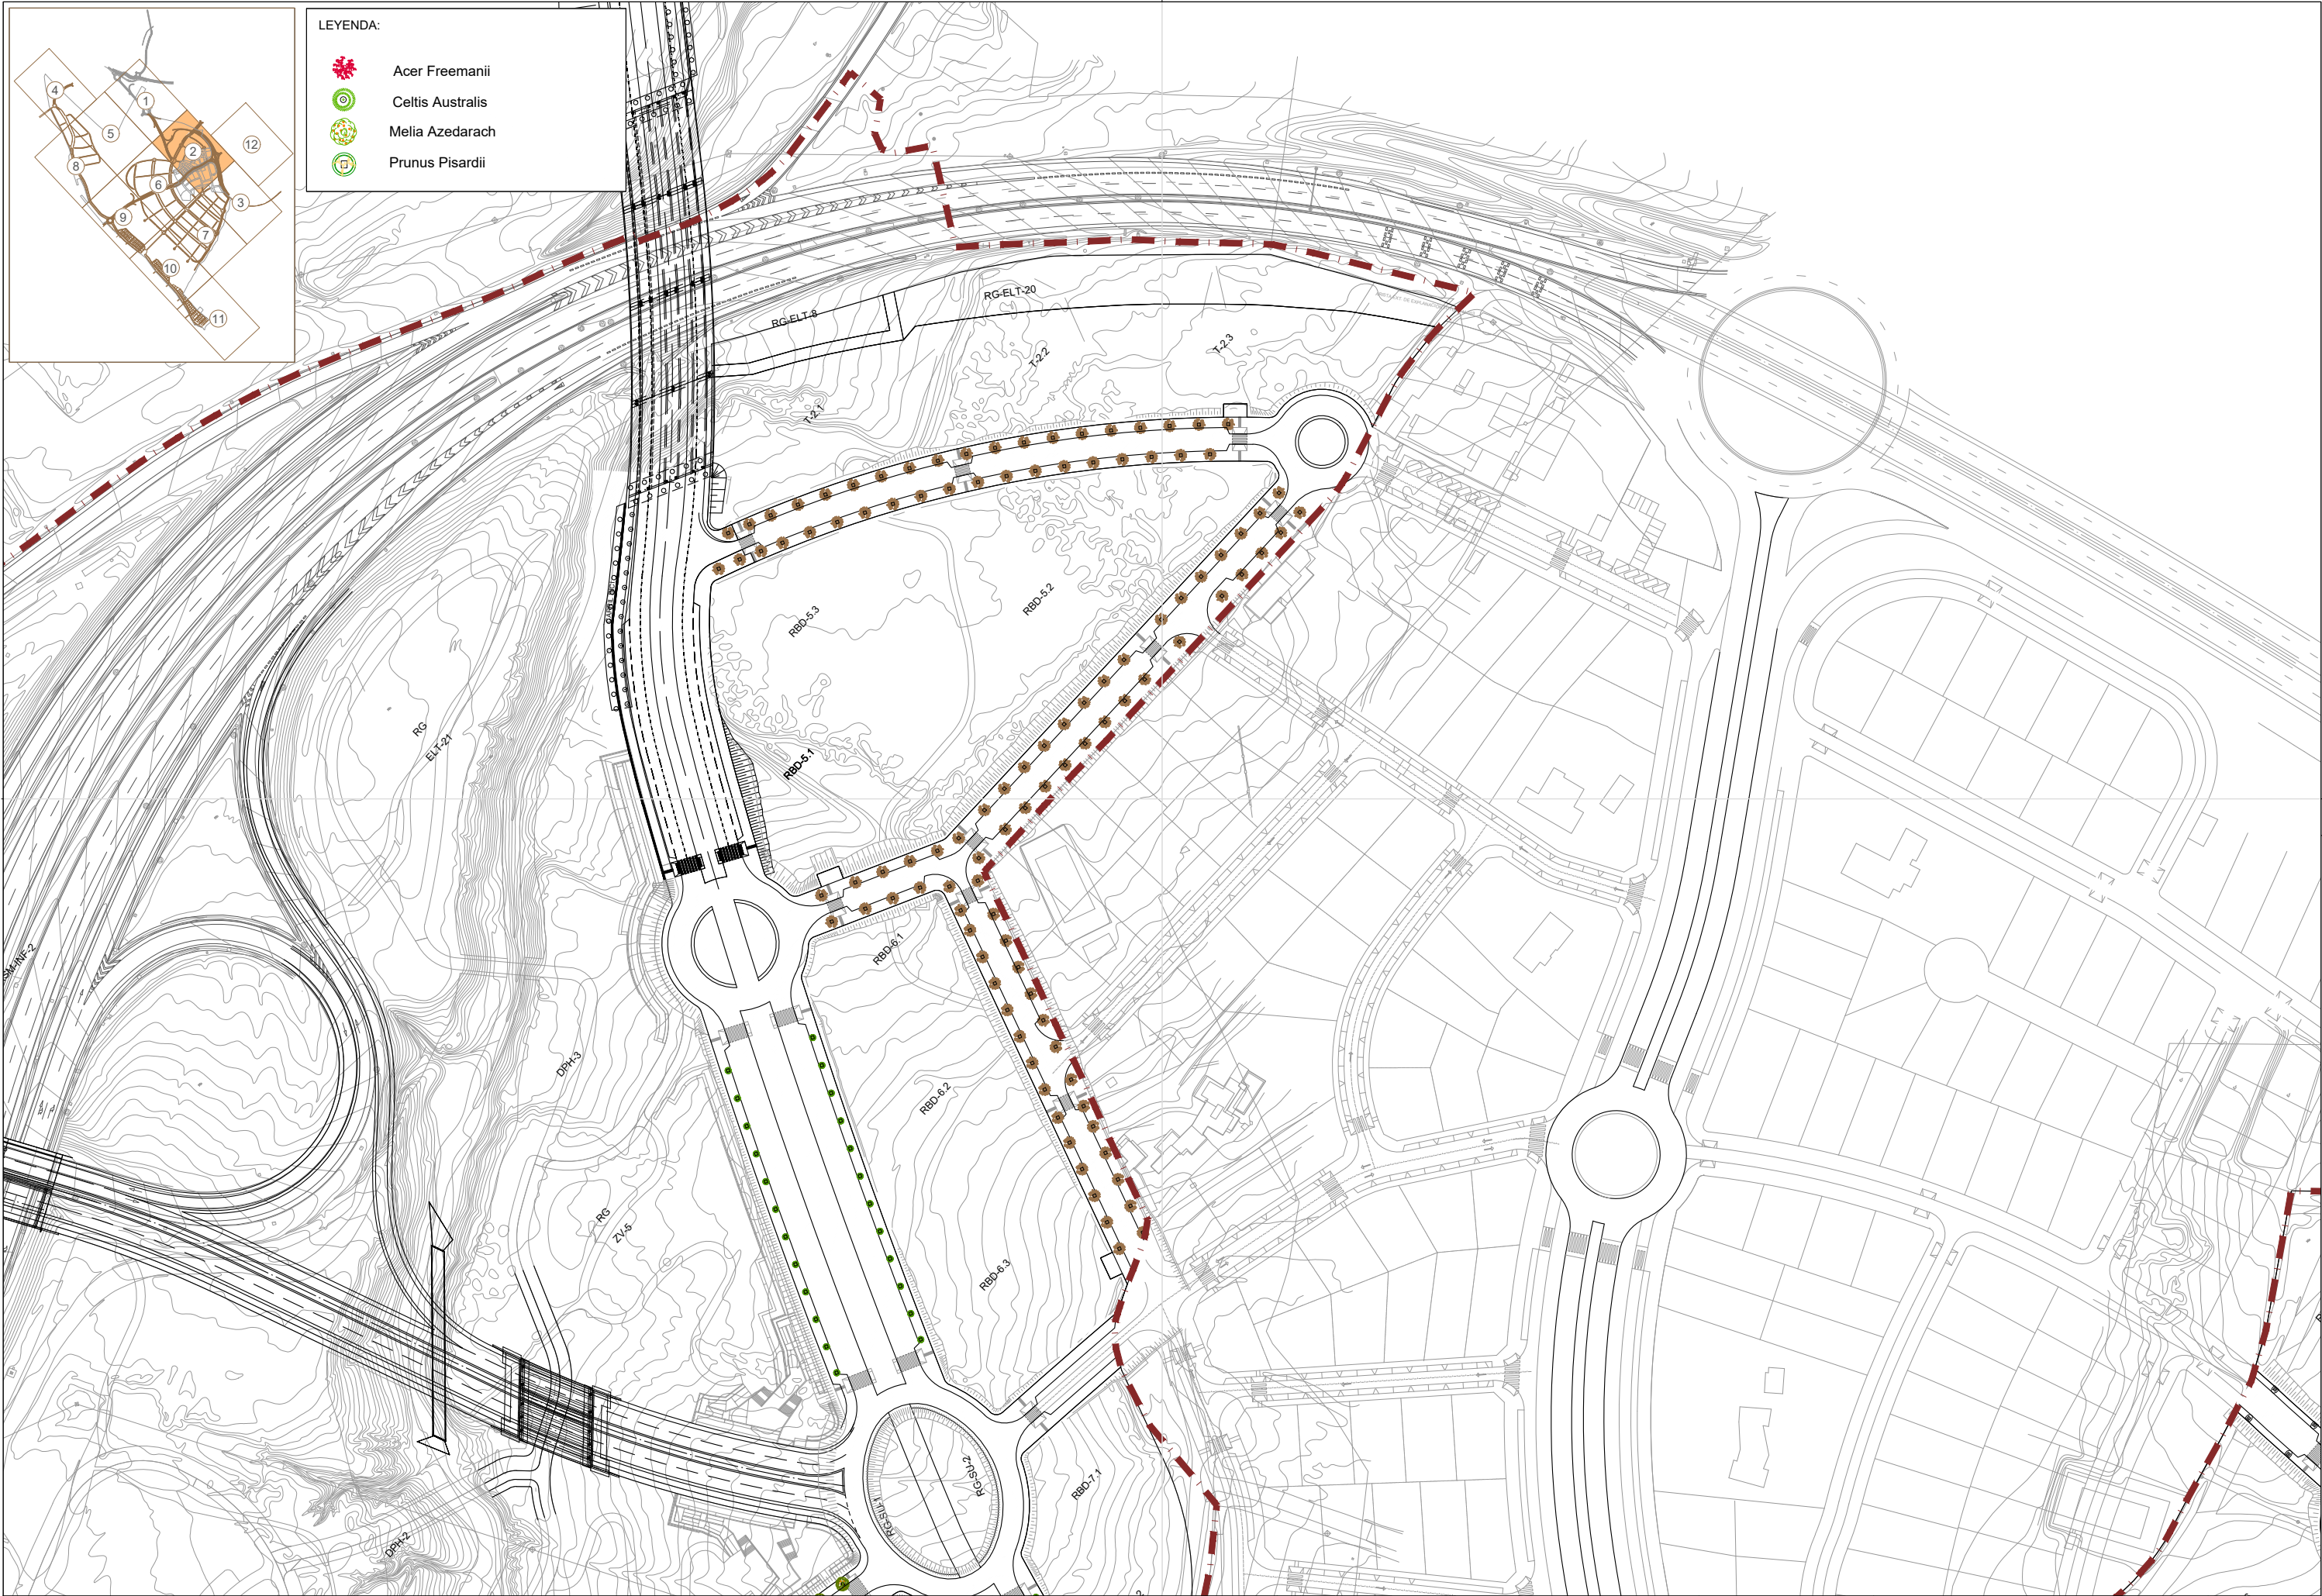 LEYENDA:
Acer Freemanii
Celtis Australis
Melia Azedarach
Prunus Pisardii
4
1
5
12
2
8
6
3
9
7
10
11
RG-ELT-8
RG-ELT-20
T-2.1
T-2.2
T-2.3
RBD-5.3
RBD-5.2
RBD-5.1
RG
ELT-21
RBD-6.1
SM-INF-2
DPH-3
RBD-6.2
RG
ZV-5
RBD-6.3
RG-SU-1
RG-SU-2
RBD-7.1
DPH-2